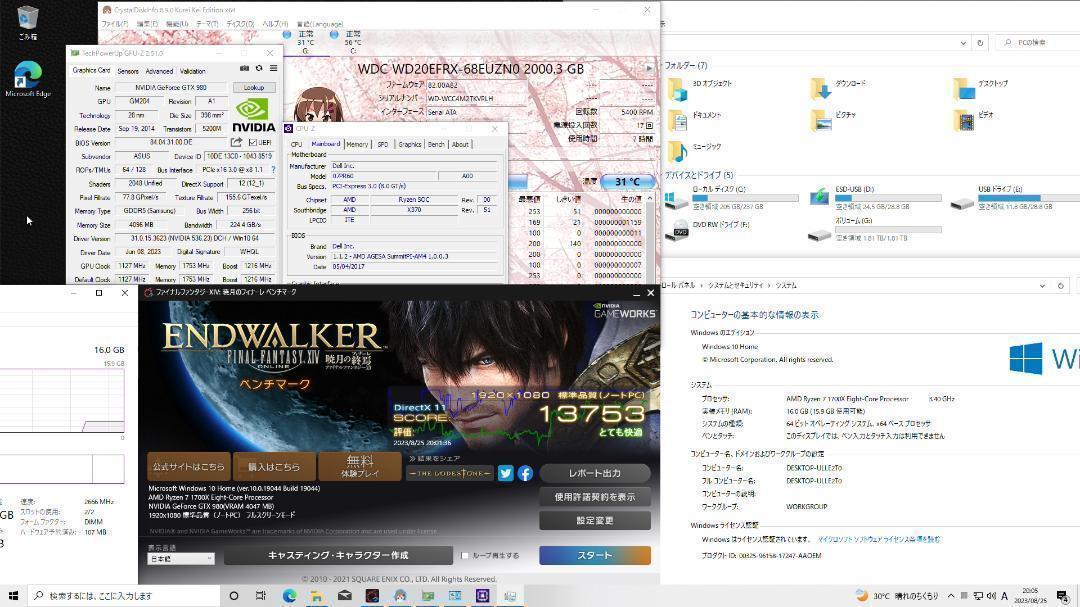 ごみ箱
Microsoft Edge
CrystalDiskInfo 8.9.0 Kurei Kei Edition x64
ファイル(F) 編集(E) 機能(U) テーマ(T) ディスク(D) ヘルプ(H) 言語(Language)
正常 正常
31 °C 56 °C
G: C:
WDC WD20EFRX-68EUZN0 2000.3 GB
ファームウェア 82.00A82
シリアルナンバー WD-WCC4M2TKVRLH
インターフェース Serial ATA
回転数 5400 RPM
電源投入回数 17 回
使用時間 ? 時間
温度 31 °C
最悪値 しきい値 生の値
253 51 000000000000
169 21 000000001159
100 0 000000000011
200 140 000000000000
100 0 000000000007
253 0 000000000000
TechPowerUp GPU-Z 2.51.0
Graphics Card Sensors Advanced Validation
Name NVIDIA GeForce GTX 980 Lookup
GPU GM204 Revision A1
Technology 28 nm Die Size 398 mm²
Release Date Sep 19, 2014 Transistors 5200M
NVIDIA
BIOS Version 84.04.31.00.DE UEFI
Subvendor ASUS Device ID 10DE 13C0 - 1043 8519
ROPs/TMUs 64 / 128 Bus Interface PCIe x16 3.0 @ x8 1.1 ?
Shaders 2048 Unified DirectX Support 12 (12_1)
Pixel Fillrate 77.8 GPixel/s Texture Fillrate 155.6 GTexel/s
Memory Type GDDR5 (Samsung) Bus Width 256 bit
Memory Size 4096 MB Bandwidth 224.4 GB/s
Driver Version 31.0.15.3623 (NVIDIA 536.23) DCH / Win10 64
Driver Date Jun 08, 2023 Digital Signature WHQL
GPU Clock 1127 MHz Memory 1753 MHz Boost 1216 MHz
Default Clock 1127 MHz Memory 1753 MHz Boost 1216 MHz
CPU-Z
CPU Mainboard Memory SPD Graphics Bench About
Motherboard
Manufacturer Dell Inc.
Model 07PR60 A00
Bus Specs. PCI-Express 3.0 (8.0 GT/s)
Chipset AMD Ryzen SOC Rev. 00
Southbridge AMD X370 Rev. 51
LPCIO ITE
BIOS
Brand Dell Inc.
Version 1.1.2 - AMD AGESA SummitPI-AM4 1.0.0.3
Date 05/04/2017
Graphic Interface
PCの検索
フォルダー (7)
3D オブジェクト ダウンロード デスクトップ
ドキュメント ピクチャ ビデオ
ミュージック
デバイスとドライブ (5)
ローカル ディスク (C:) ESD-USB (D:) USB ドライブ (E:)
空き領域 205 GB/237 GB 空き領域 24.5 GB/28.8 GB 空き領域 11.8 GB/28.8 GB
DVD RW ドライブ (F:) ボリューム (G:)
空き領域 1.81 TB/1.81 TB
ロール パネル › システムとセキュリティ › システム
コンピューターの基本的な情報の表示
Windows のエディション
Windows 10 Home
© Microsoft Corporation. All rights reserved.
システム
プロセッサ: AMD Ryzen 7 1700X Eight-Core Processor 3.40 GHz
実装メモリ (RAM): 16.0 GB (15.9 GB 使用可能)
システムの種類: 64 ビット オペレーティング システム、x64 ベース プロセッサ
ペンとタッチ: このディスプレイでは、ペン入力とタッチ入力は利用できません
コンピューター名、ドメインおよびワークグループの設定
コンピューター名: DESKTOP-ULLEzTo
フル コンピューター名: DESKTOP-ULLEzTo
コンピューターの説明:
ワークグループ: WORKGROUP
Windows ライセンス認証
Windows はライセンス認証されています。 マイクロソフト ソフトウェア ライセンス条項を読む
プロダクト ID: 00325-96158-17247-AAOEM
16.0 GB
15.9 GB
0
速度: 2666 MHz
スロットの使用: 2/2
フォーム ファクター: DIMM
ハードウェア予約済み: 107 MB
GB
ファイナルファンタジーXIV: 暁月のフィナーレ ベンチマーク
NVIDIA
GAMEWORKS
ENDWALKER
FINAL FANTASY XIV 暁月の終焉
ONLINE ファイナルファンタジー14
ベンチマーク
1920×1080 標準品質(ノートPC)
DirectX 11
SCORE 13753
評価: とても快適
2023/8/25 20:01:36
公式サイトはこちら 購入はこちら 無料体験プレイ
結果をシェア
THE LODESTONE
レポート出力
使用許諾契約を表示
設定変更
Microsoft Windows 10 Home (ver.10.0.19044 Build 19044)
AMD Ryzen 7 1700X Eight-Core Processor
NVIDIA GeForce GTX 980(VRAM 4047 MB)
1920x1080 標準品質（ノートPC） フルスクリーンモード
NVIDIA® and NVIDIA GameWorks™ are trademarks of NVIDIA Corporation and are used under license.
表示言語
日本語
キャスティング・キャラクター作成
ループ再生する
スタート
© 2010 - 2021 SQUARE ENIX CO., LTD. All Rights Reserved.
検索するには、ここに入力します
30°C 晴れのちくもり
A
20:05
2023/08/25
4